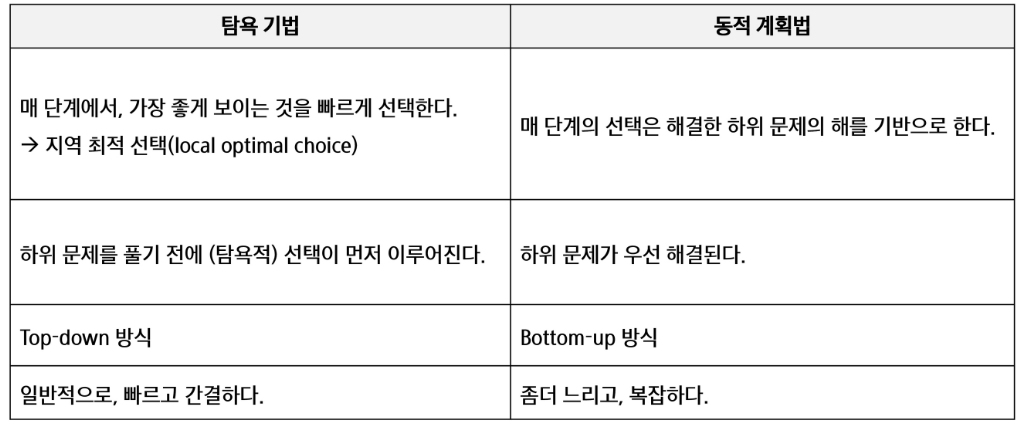 탐욕 기법
동적 계획법
매 단계에서, 가장 좋게 보이는 것을 빠르게 선택한다.
→ 지역 최적 선택(local optimal choice)
매 단계의 선택은 해결한 하위 문제의 해를 기반으로 한다.
하위 문제를 풀기 전에 (탐욕적) 선택이 먼저 이루어진다.
하위 문제가 우선 해결된다.
Top-down 방식
Bottom-up 방식
일반적으로, 빠르고 간결하다.
좀더 느리고, 복잡하다.